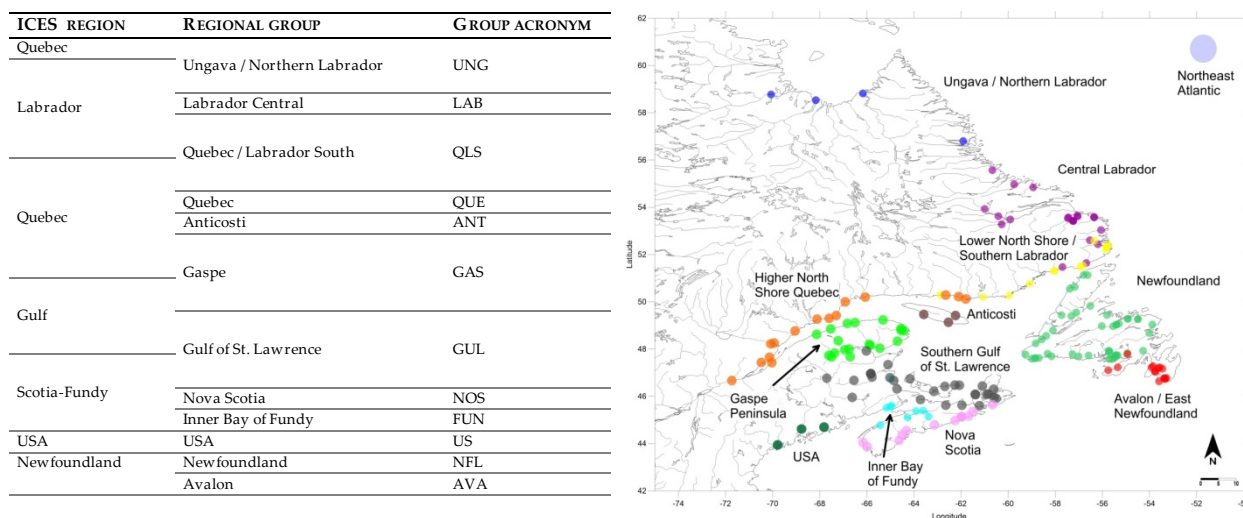 ICES REGION REGIONAL GROUP GROUP ACRONYM
Quebec
Ungava / Northern Labrador UNG
Labrador
Labrador Central LAB
Quebec / Labrador South QLS
Quebec
Quebec QUE
Anticosti ANT
Gaspe GAS
Gulf
Gulf of St. Lawrence GUL
Scotia-Fundy
Nova Scotia NOS
Inner Bay of Fundy FUN
USA USA US
Newfoundland Newfoundland NFL
Avalon AVA
62
60
58
56
54
52
50
48
46
44
42
Latitude
-74 -72 -70 -68 -66 -64 -62 -60 -58 -56 -54 -52
Longitude
Ungava / Northern Labrador
Northeast
Atlantic
Central Labrador
Lower North Shore /
Southern Labrador
Higher North
Shore Quebec
Newfoundland
Anticosti
Southern Gulf
of St. Lawrence
Gaspe
Peninsula
Avalon / East
Newfoundland
Nova
Scotia
USA
Inner Bay
of Fundy
N
0 5 10